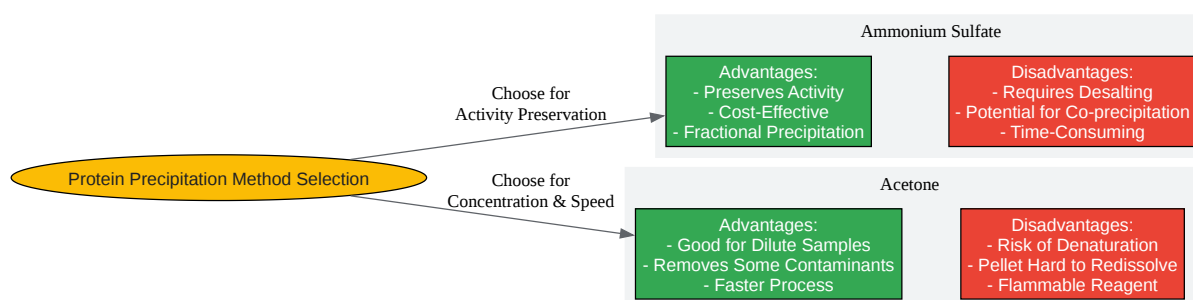 Protein Precipitation Method Selection
Choose for
Activity Preservation
Ammonium Sulfate
Advantages:
- Preserves Activity
- Cost-Effective
- Fractional Precipitation
Disadvantages:
- Requires Desalting
- Potential for Co-precipitation
- Time-Consuming
Choose for
Concentration & Speed
Acetone
Advantages:
- Good for Dilute Samples
- Removes Some Contaminants
- Faster Process
Disadvantages:
- Risk of Denaturation
- Pellet Hard to Redissolve
- Flammable Reagent